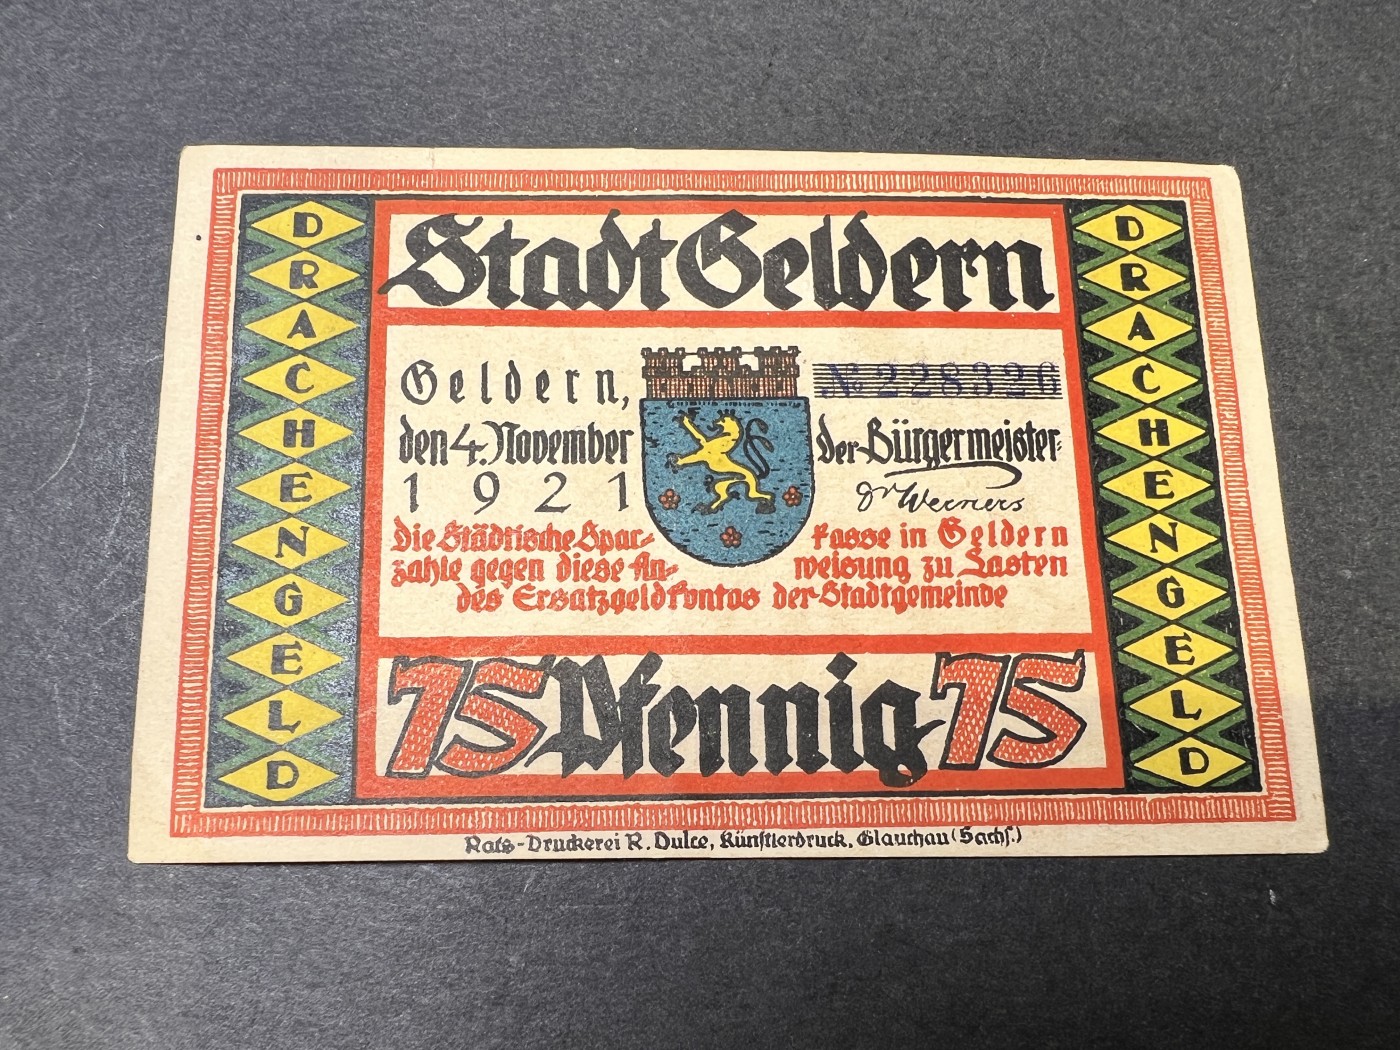 Stadt Geldern
DRACHENGELD
Geldern,
den 4. November
1921
№ 228326
Der Bürgermeister:
Dr Werners
Die Städtische Spar-kasse in Geldern
zahle gegen diese An-weisung zu Lasten
des Ersatzgeldkontos der Stadtgemeinde
75 Pfennig 75
DRACHENGELD
Rats-Druckerei R. Dulce, Künstlerdruck, Glauchau (Sachs.)